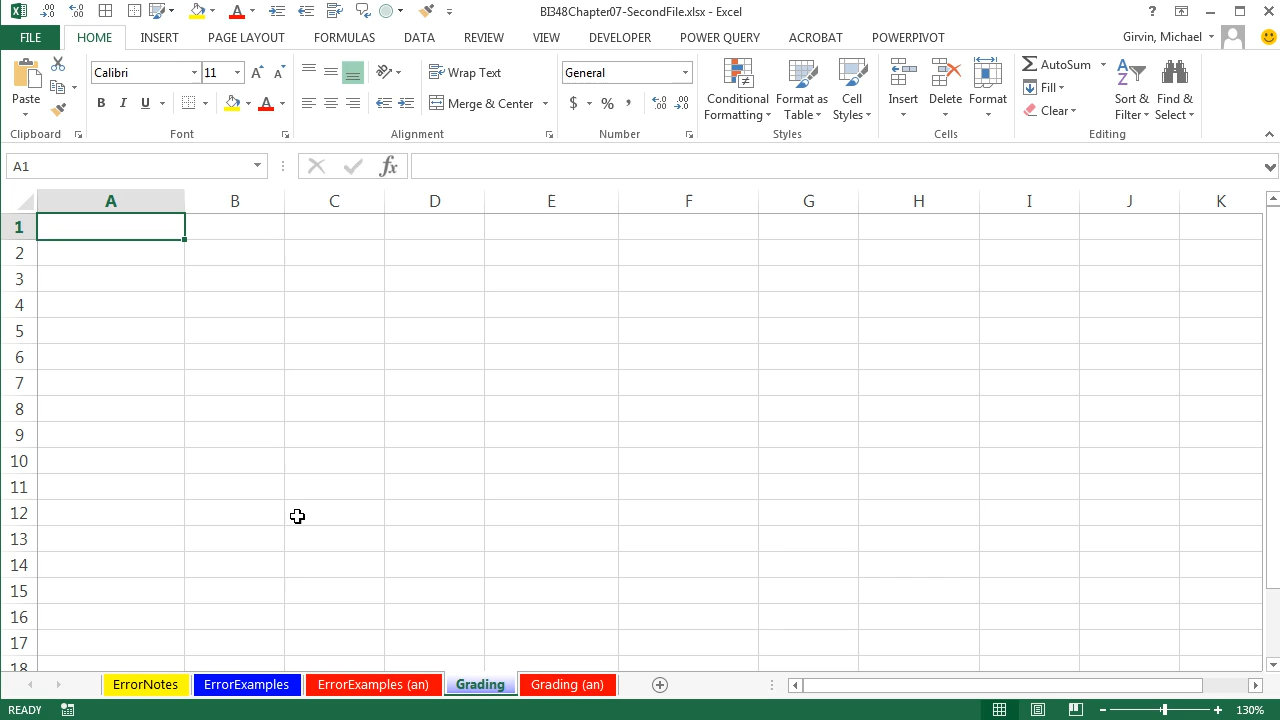 BI348Chapter07-SecondFile.xlsx - Excel
?
FILE HOME INSERT PAGE LAYOUT FORMULAS DATA REVIEW VIEW DEVELOPER POWER QUERY ACROBAT POWERPIVOT Girvin, Michael
Calibri 11 Wrap Text General AutoSum
Paste Conditional Formatting Format as Table Cell Styles Insert Delete Format Fill Sort & Filter Find & Select
B I U Merge & Center $ % , Clear
Clipboard Font Alignment Number Styles Cells Editing
A1 fx
A B C D E F G H I J K
1
2
3
4
5
6
7
8
9
10
11
12
13
14
15
16
17
18
ErrorNotes ErrorExamples ErrorExamples (an) Grading Grading (an)
READY 130%